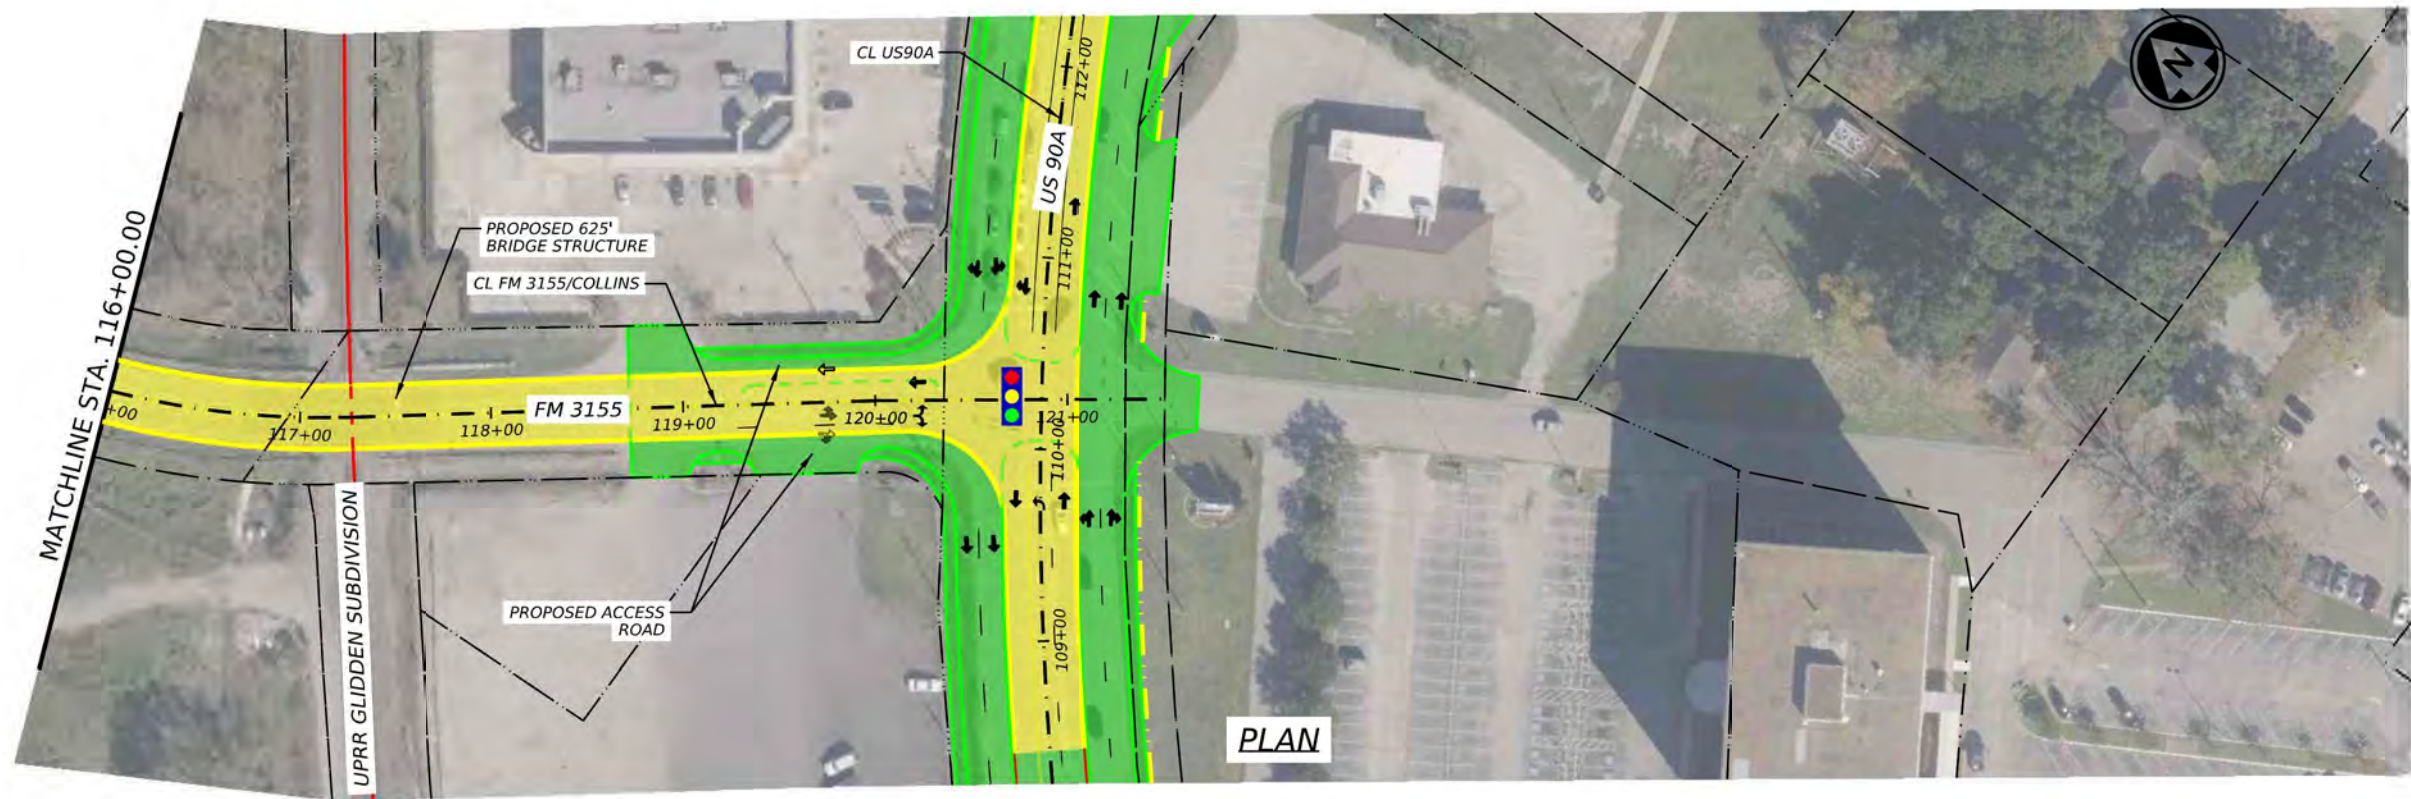 MATCHLINE STA. 116+00.00
CL US90A
112+00
US 90A
111+00
N
PROPOSED 625'
BRIDGE STRUCTURE
CL FM 3155/COLLINS
+00
117+00
118+00
FM 3155
119+00
120+00
121+00
110+00
109+00
UPRR GLIDDEN SUBDIVISION
PROPOSED ACCESS
ROAD
PLAN